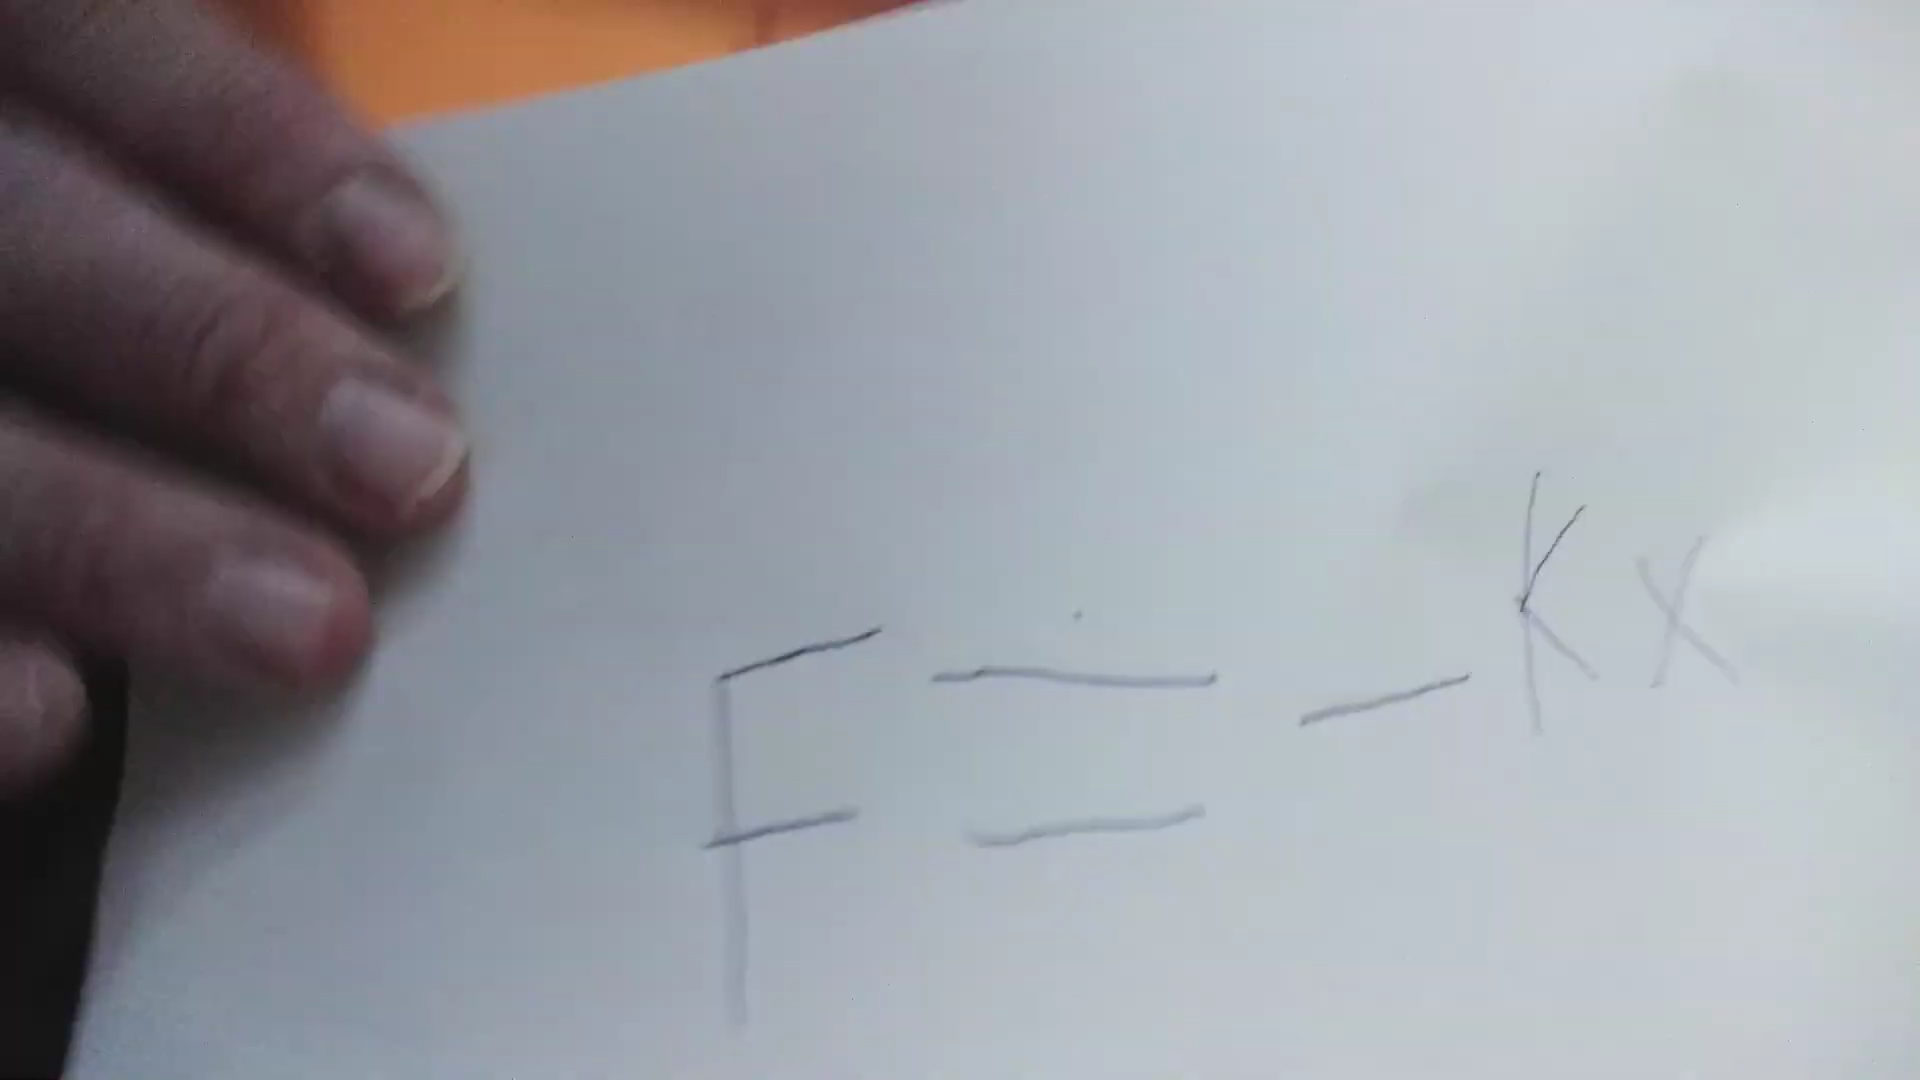 F = - Kx